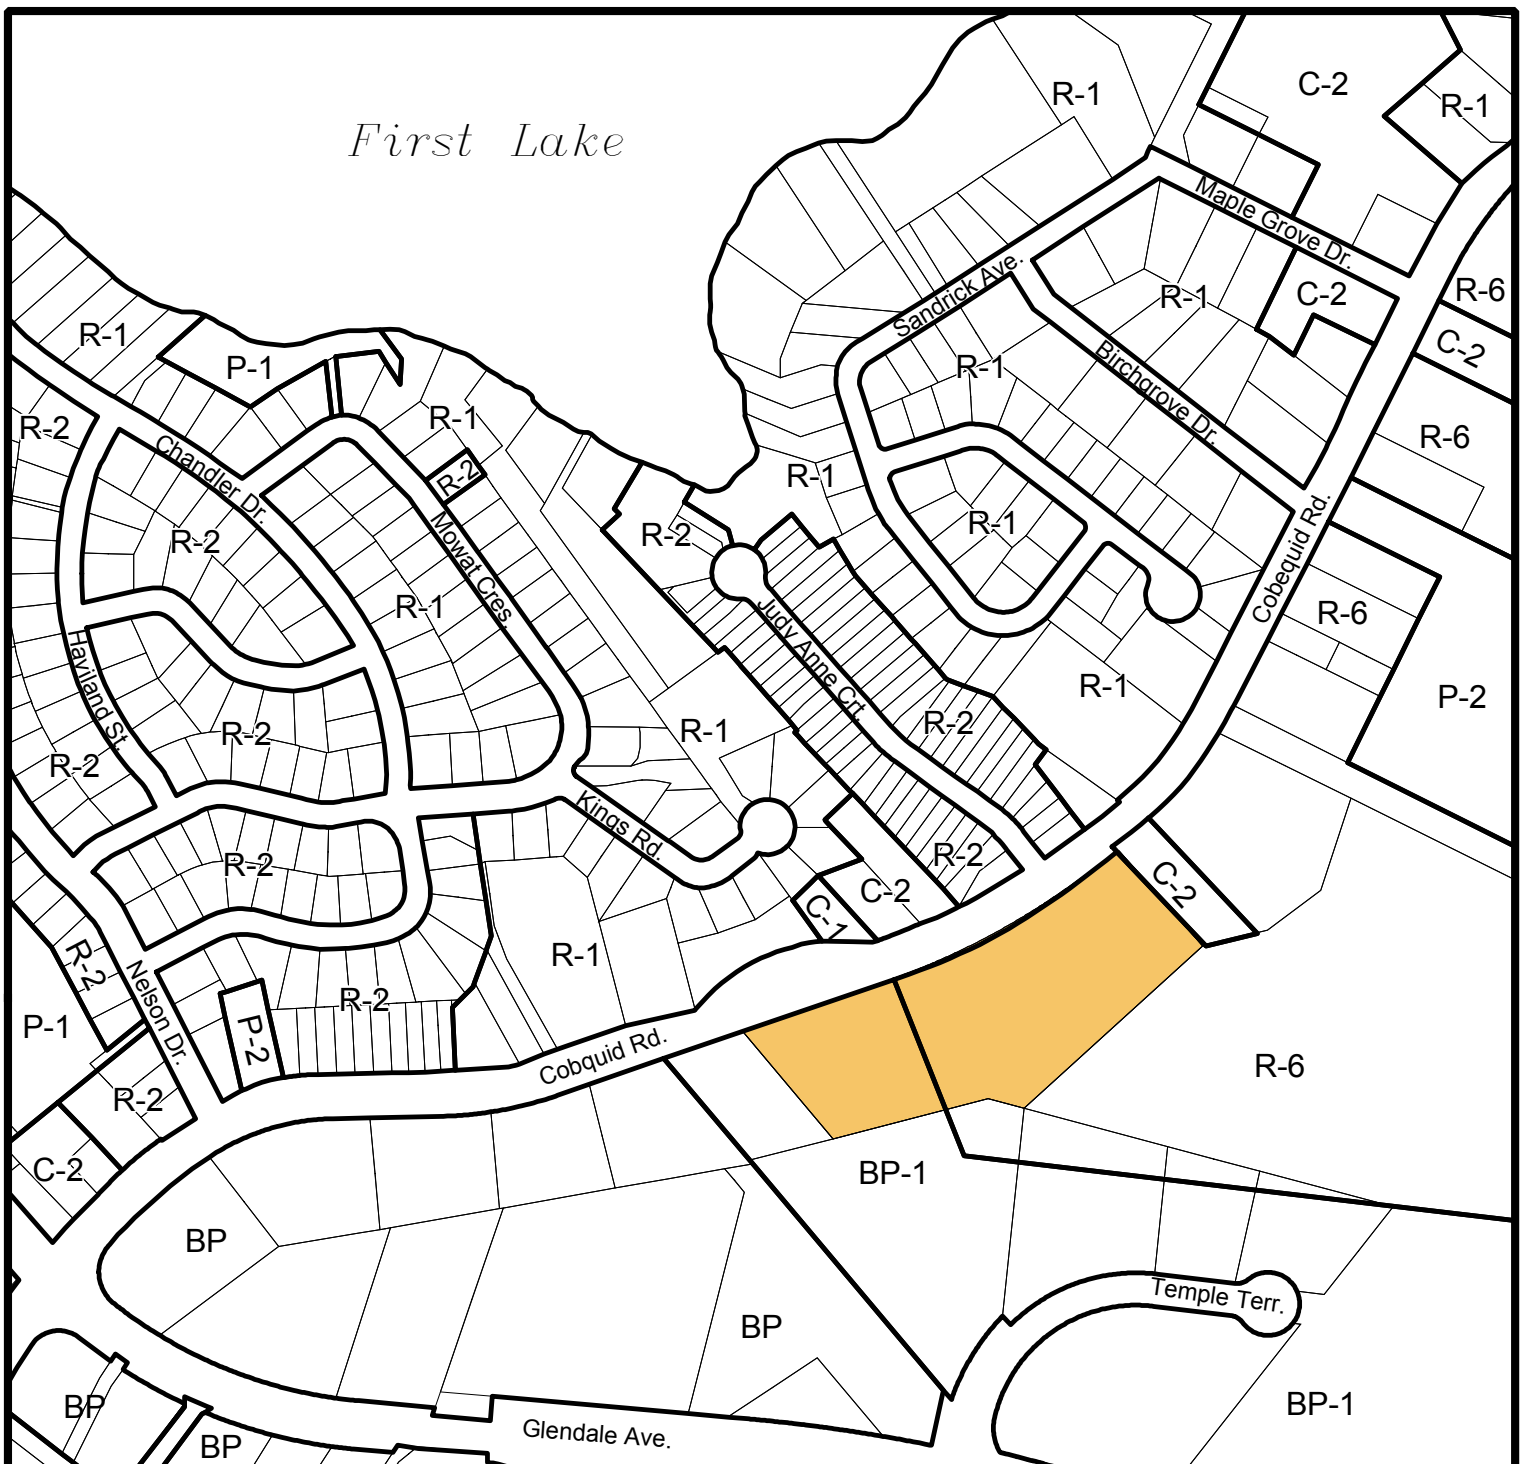 First Lake
R-1
C-2
R-1
Maple Grove Dr.
R-1
C-2
R-6
Sandrick Ave.
R-1
C-2
P-1
R-1
Birchgrove Dr.
R-2
R-1
R-6
Chandler Dr.
R-2
R-1
R-2
Mowat Cres.
R-2
R-1
Cobequid Rd.
R-1
Judy Anne Crt.
R-6
Haviland St.
R-1
P-2
R-2
R-1
R-2
R-2
Kings Rd.
R-2
R-2
C-2
C-2
C-1
R-2
R-1
Nelson Dr.
R-2
P-1
P-2
Cobquid Rd.
R-6
R-2
C-2
BP-1
BP
Temple Terr.
BP
BP
BP-1
Glendale Ave.
BP